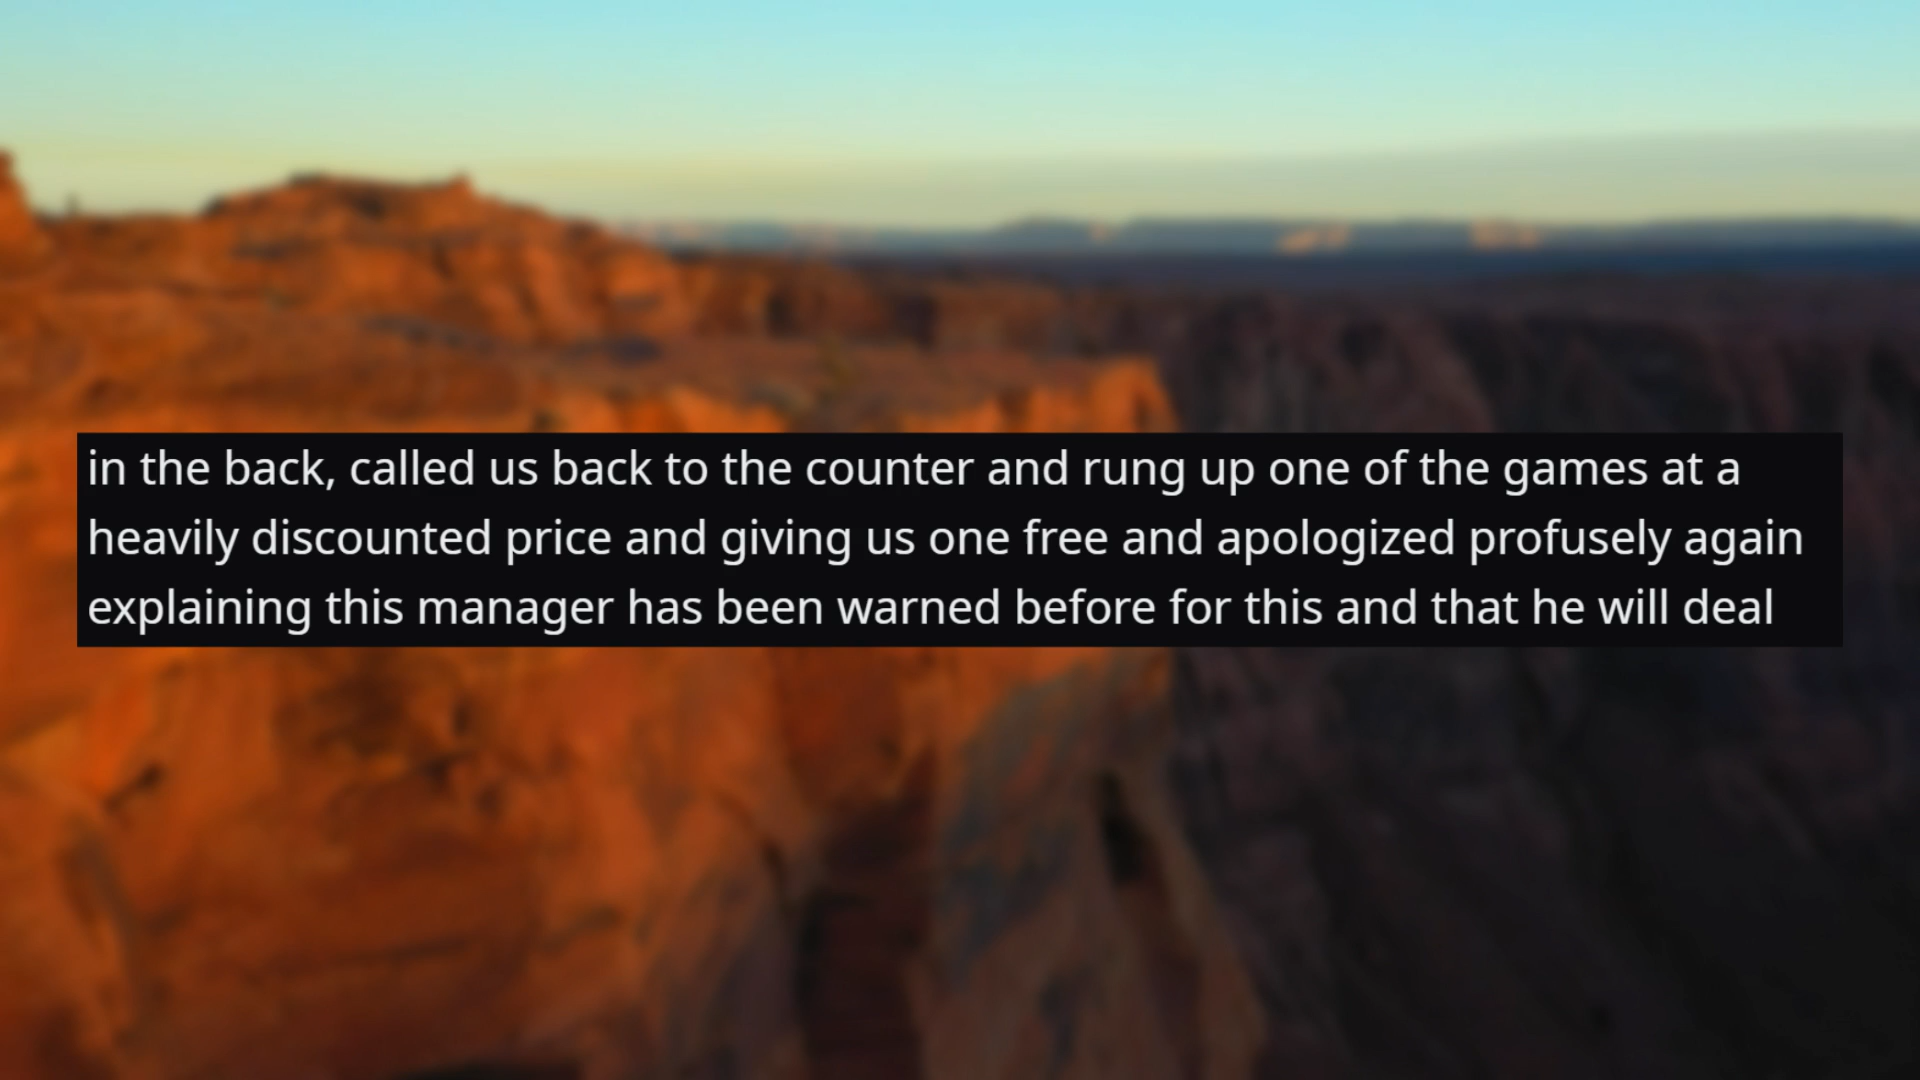 in the back, called us back to the counter and rung up one of the games at a
heavily discounted price and giving us one free and apologized profusely again
explaining this manager has been warned before for this and that he will deal